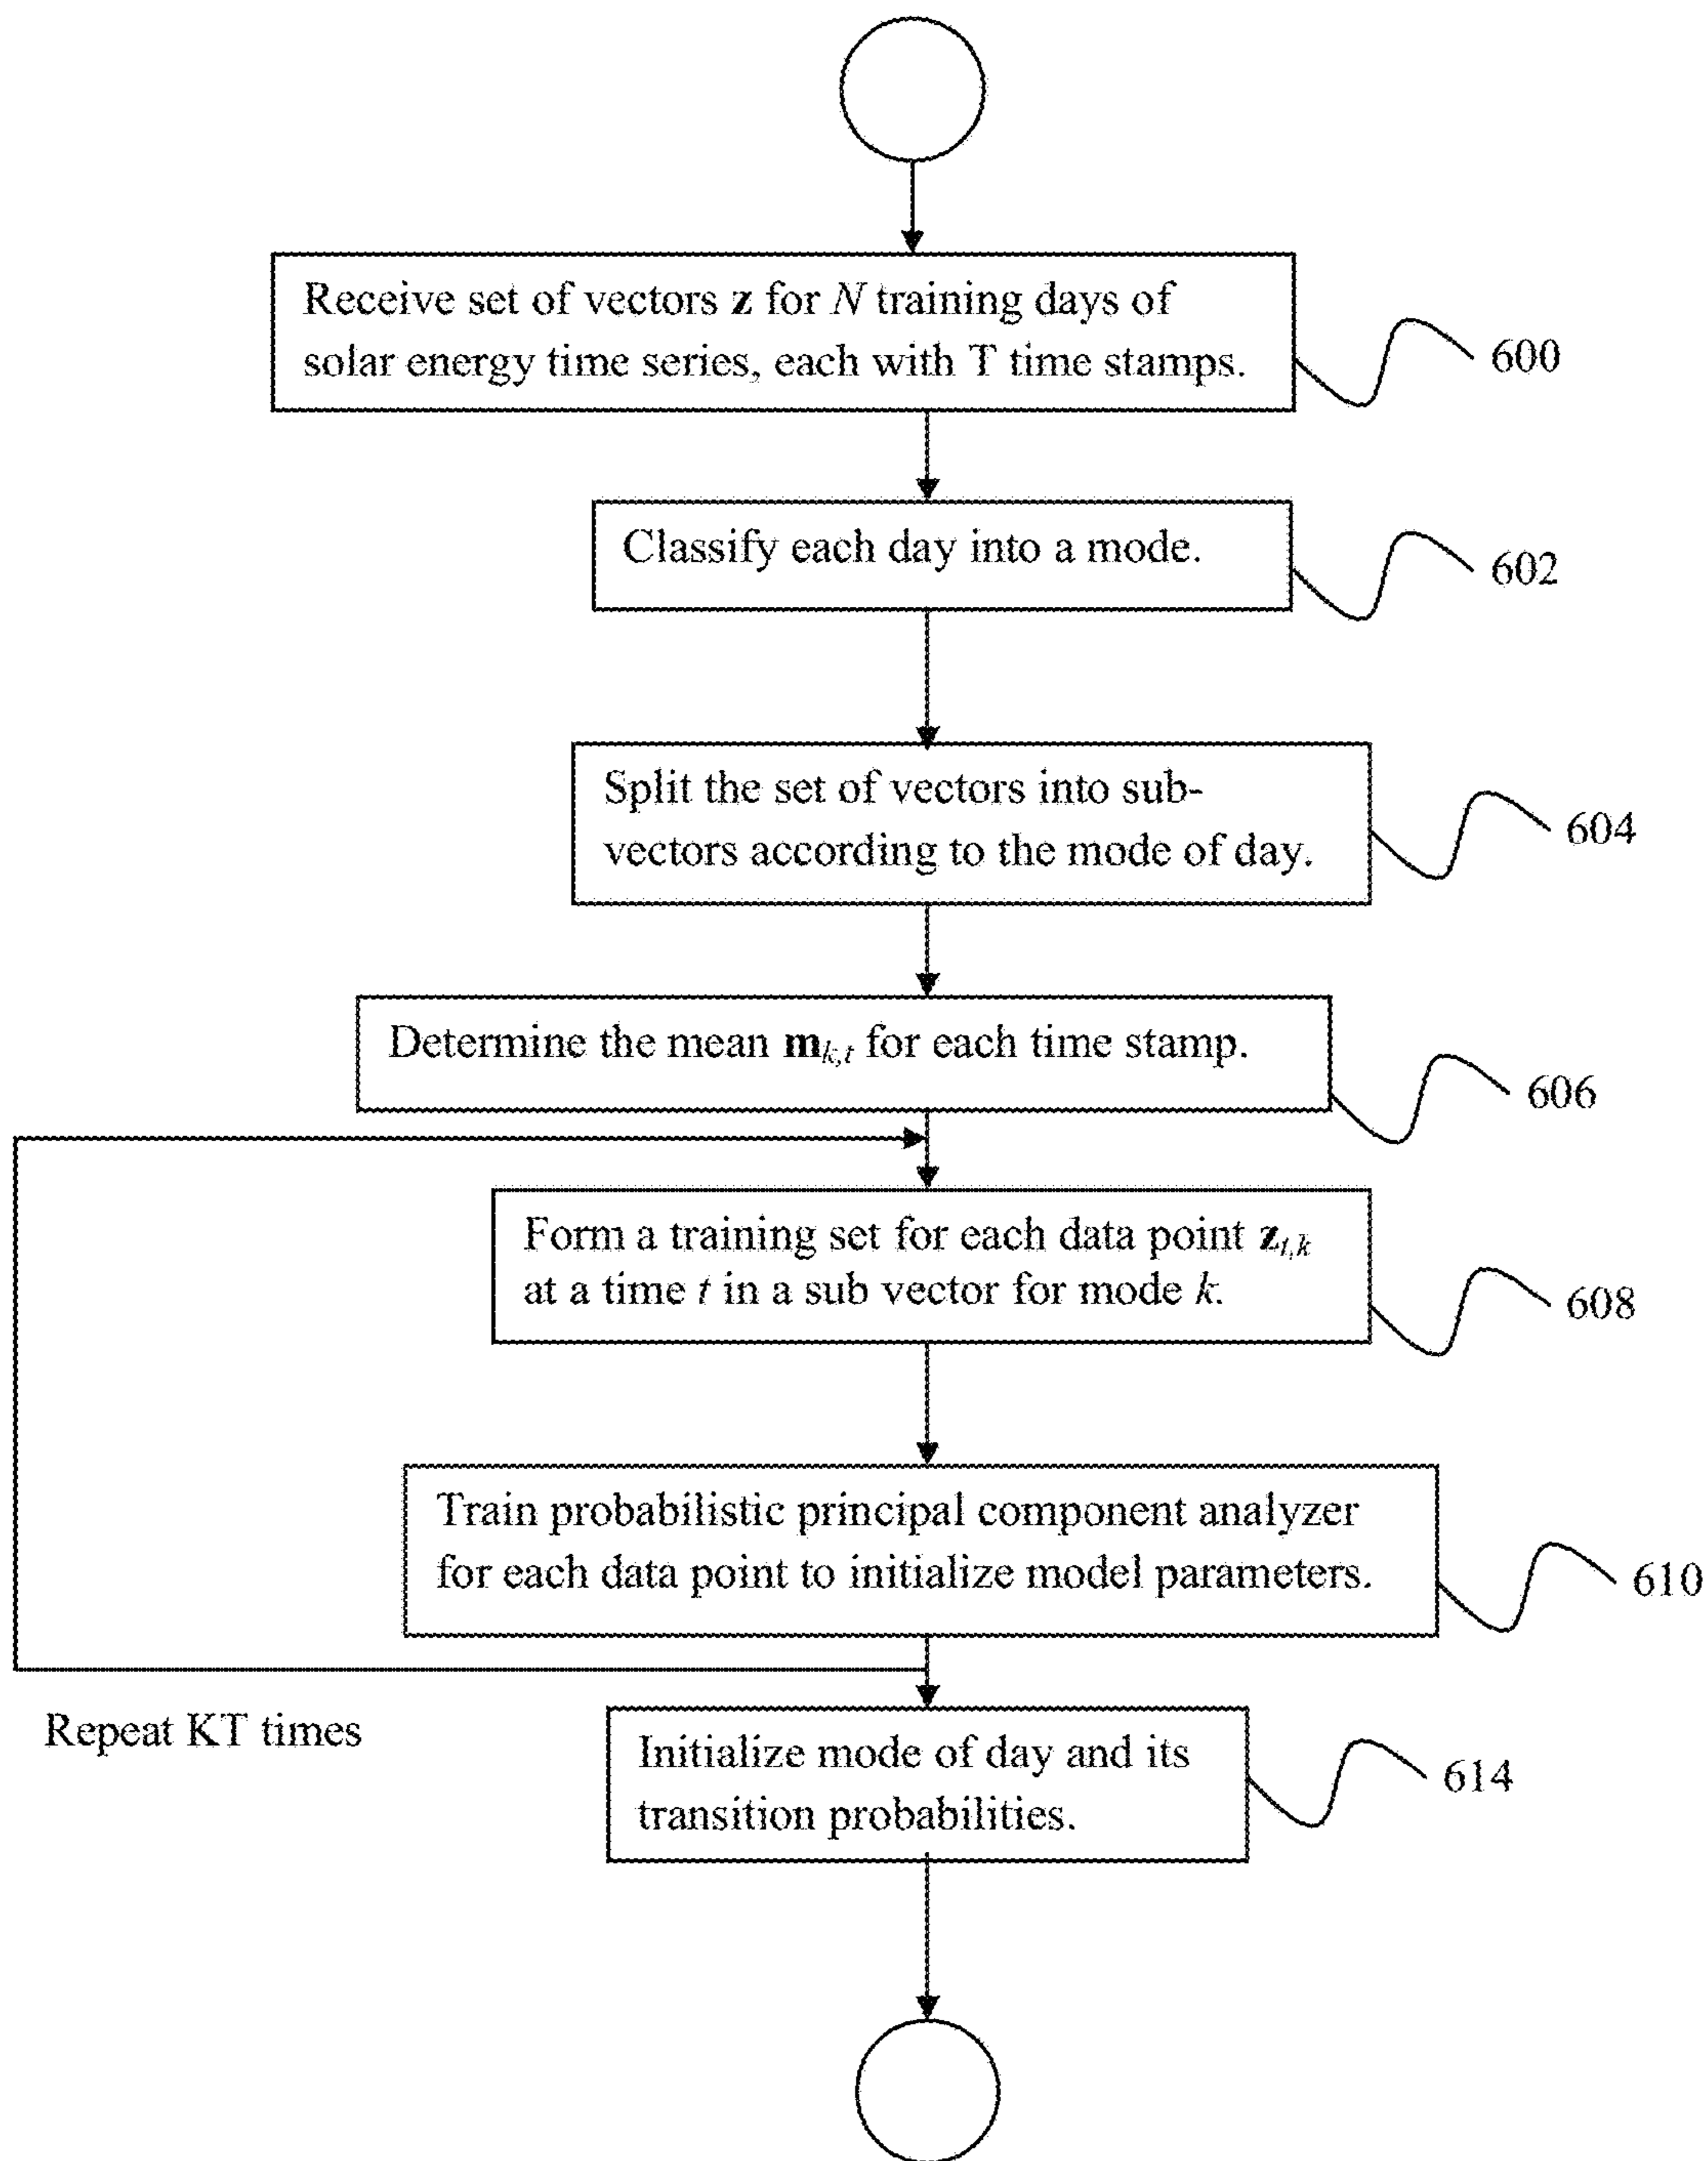 Receive set of vectors z for N training days of
solar energy time series, each with T time stamps.
600
Classify each day into a mode.
602
Split the set of vectors into sub-
vectors according to the mode of day.
604
Determine the mean m_{k,t} for each time stamp.
606
Form a training set for each data point z_{t,k}
at a time t in a sub vector for mode k.
608
Train probabilistic principal component analyzer
for each data point to initialize model parameters.
610
Repeat KT times
Initialize mode of day and its
transition probabilities.
614